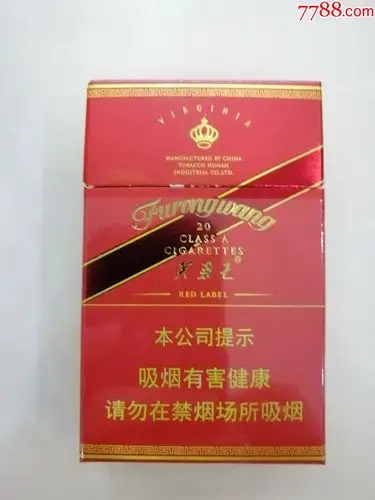 7788.com
VIRGINIA
MANUFACTURED BY CHINA
TOBACCO HUNAN
INDUSTRIAL CO.,LTD.
Furongwang
20
CLASS A
CIGARETTES
芙蓉王®
RED LABEL
本公司提示
吸烟有害健康
请勿在禁烟场所吸烟